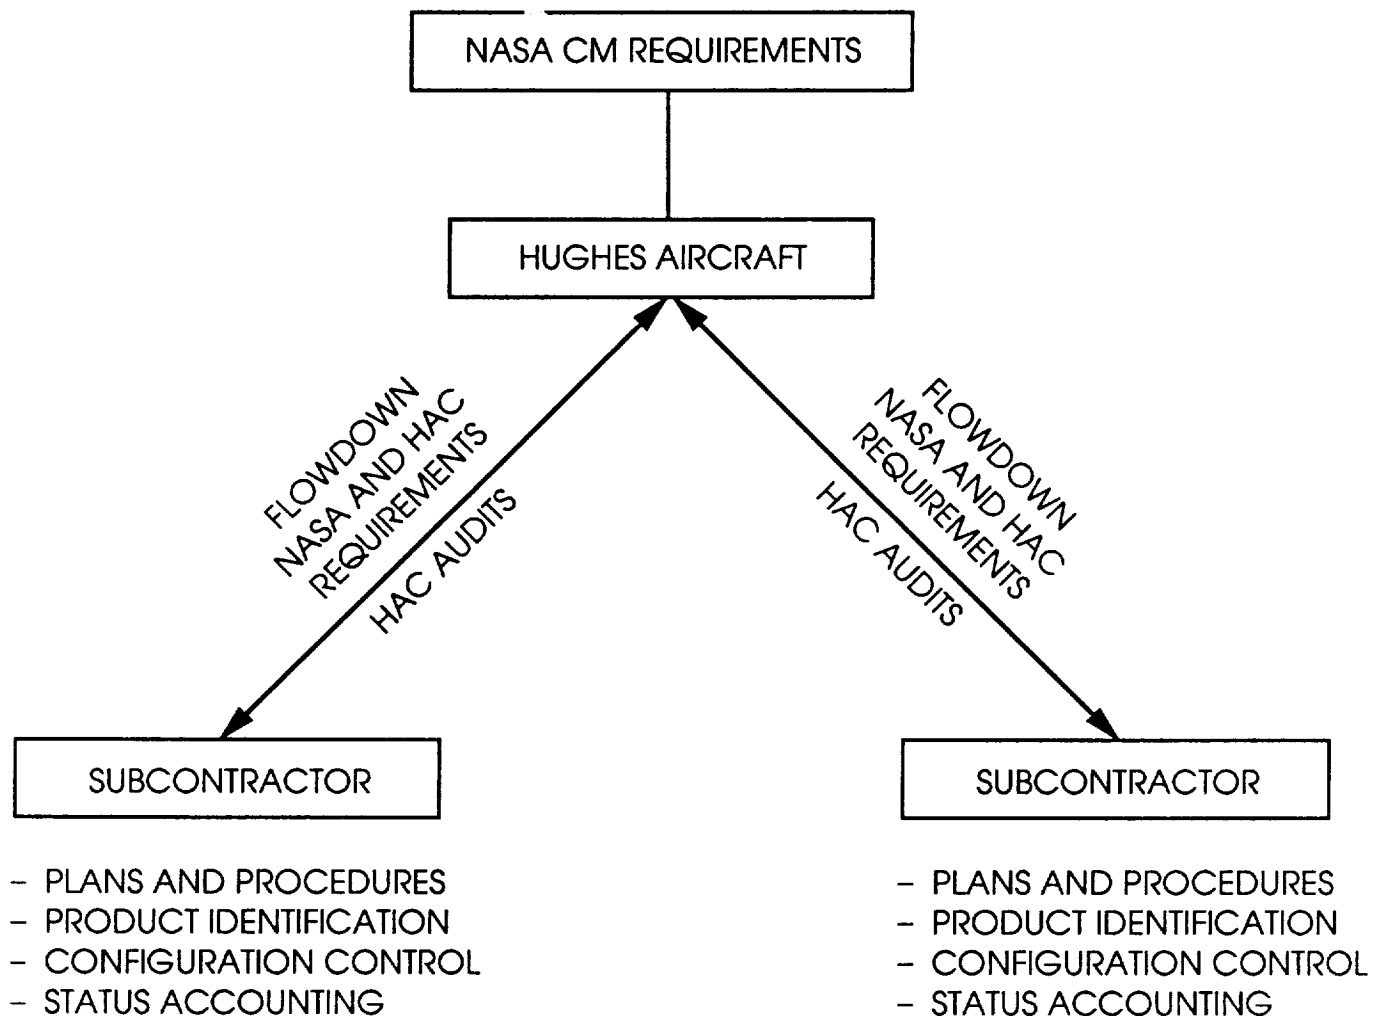 NASA CM REQUIREMENTS
HUGHES AIRCRAFT
FLOWDOWN
NASA AND HAC
REQUIREMENTS
HAC AUDITS
FLOWDOWN
NASA AND HAC
REQUIREMENTS
HAC AUDITS
SUBCONTRACTOR
– PLANS AND PROCEDURES
– PRODUCT IDENTIFICATION
– CONFIGURATION CONTROL
– STATUS ACCOUNTING
SUBCONTRACTOR
– PLANS AND PROCEDURES
– PRODUCT IDENTIFICATION
– CONFIGURATION CONTROL
– STATUS ACCOUNTING